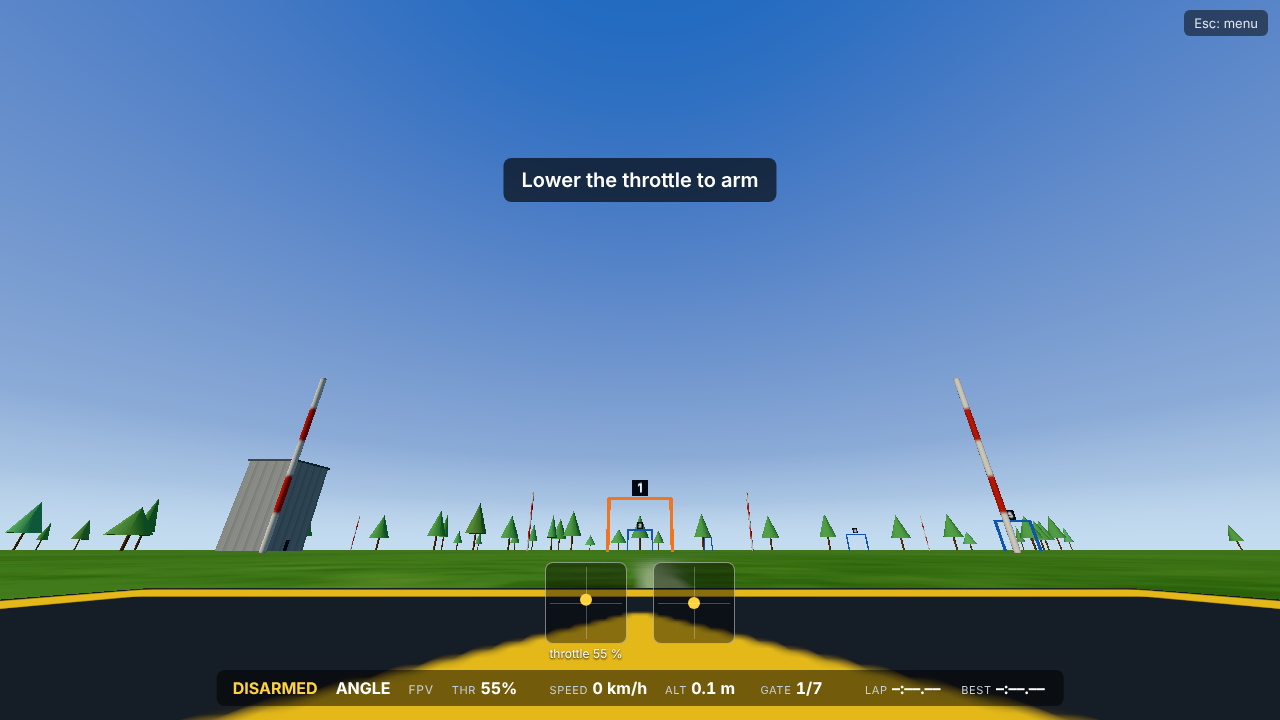 Esc: menu
Lower the throttle to arm
1
throttle 55 %
DISARMED ANGLE FPV THR 55% SPEED 0 km/h ALT 0.1 m GATE 1/7 LAP –:––.–– BEST –:––.––